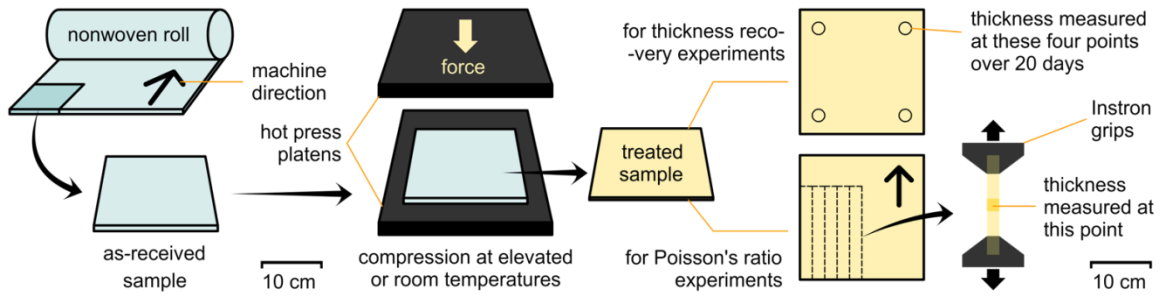 nonwoven roll
machine
direction
as-received
sample
10 cm
force
hot press
platens
compression at elevated
or room temperatures
treated
sample
for thickness reco-
-very experiments
for Poisson's ratio
experiments
thickness measured
at these four points
over 20 days
Instron
grips
thickness
measured at
this point
10 cm